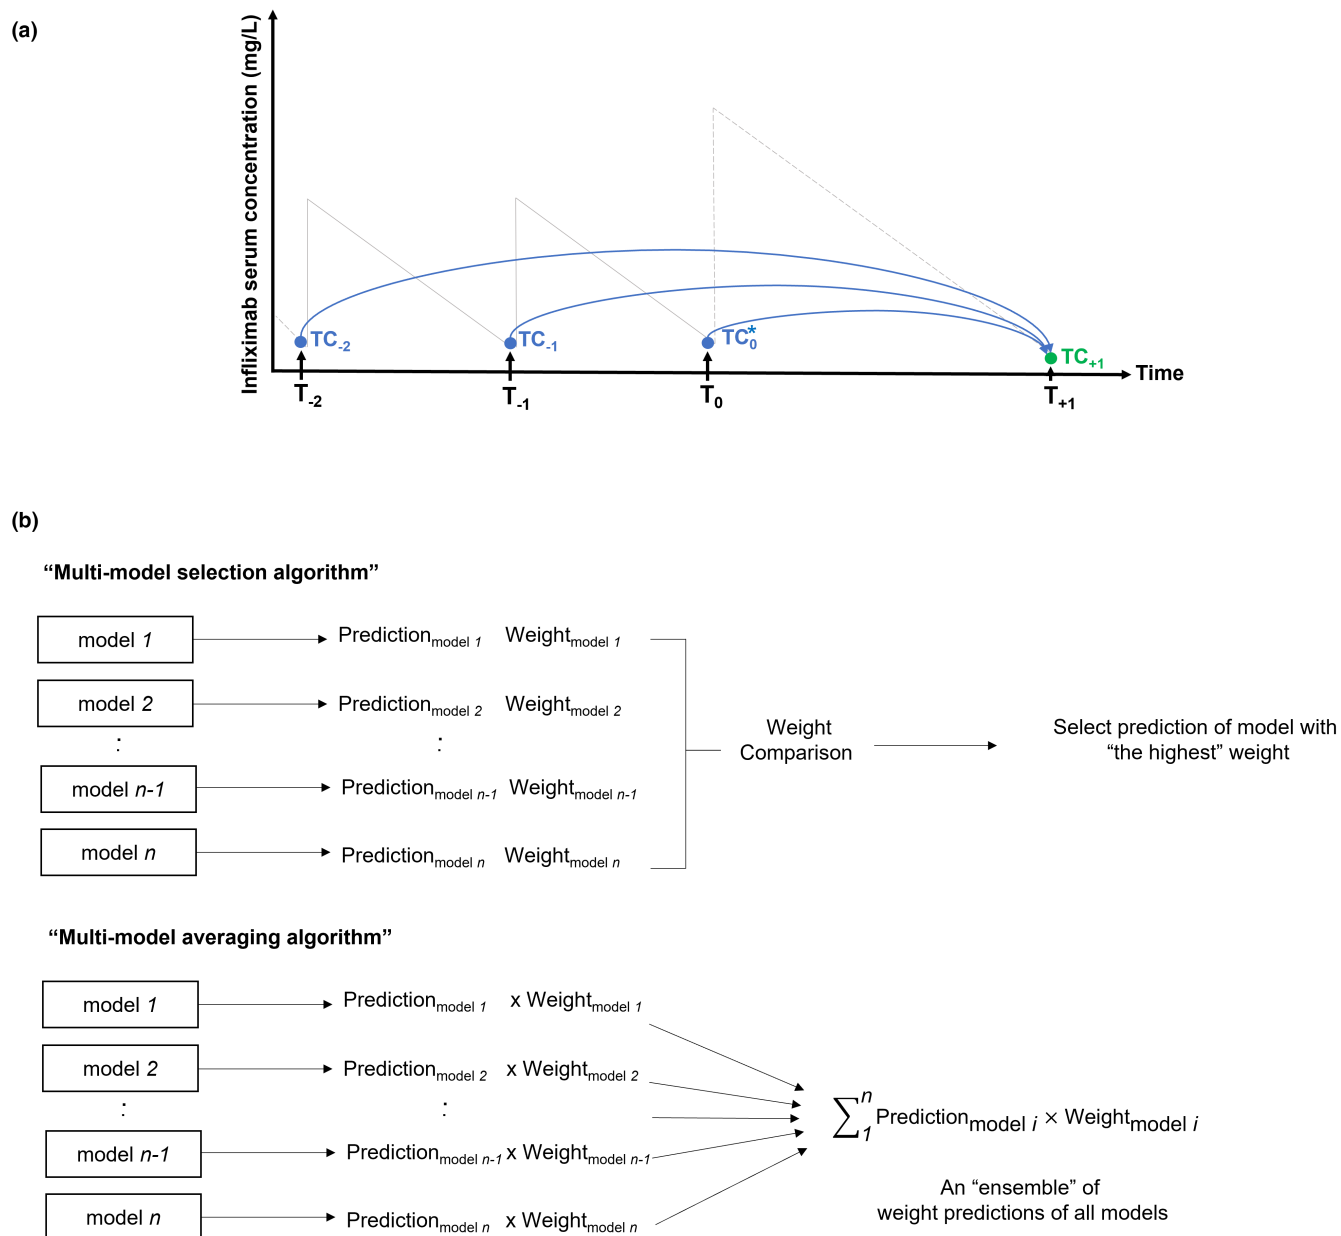 (a)
Infliximab serum concentration (mg/L)
TC-2
TC-1
TC0*
TC+1
T-2
T-1
T0
T+1
Time
(b)
“Multi-model selection algorithm”
model 1
Predictionmodel 1 Weightmodel 1
model 2
Predictionmodel 2 Weightmodel 2
:
:
model n-1
Predictionmodel n-1 Weightmodel n-1
model n
Predictionmodel n Weightmodel n
Weight
Comparison
Select prediction of model with
“the highest” weight
“Multi-model averaging algorithm”
model 1
Predictionmodel 1 x Weightmodel 1
model 2
Predictionmodel 2 x Weightmodel 2
:
:
model n-1
Predictionmodel n-1 x Weightmodel n-1
model n
Predictionmodel n x Weightmodel n
∑1n Predictionmodel i × Weightmodel i
An “ensemble” of
weight predictions of all models